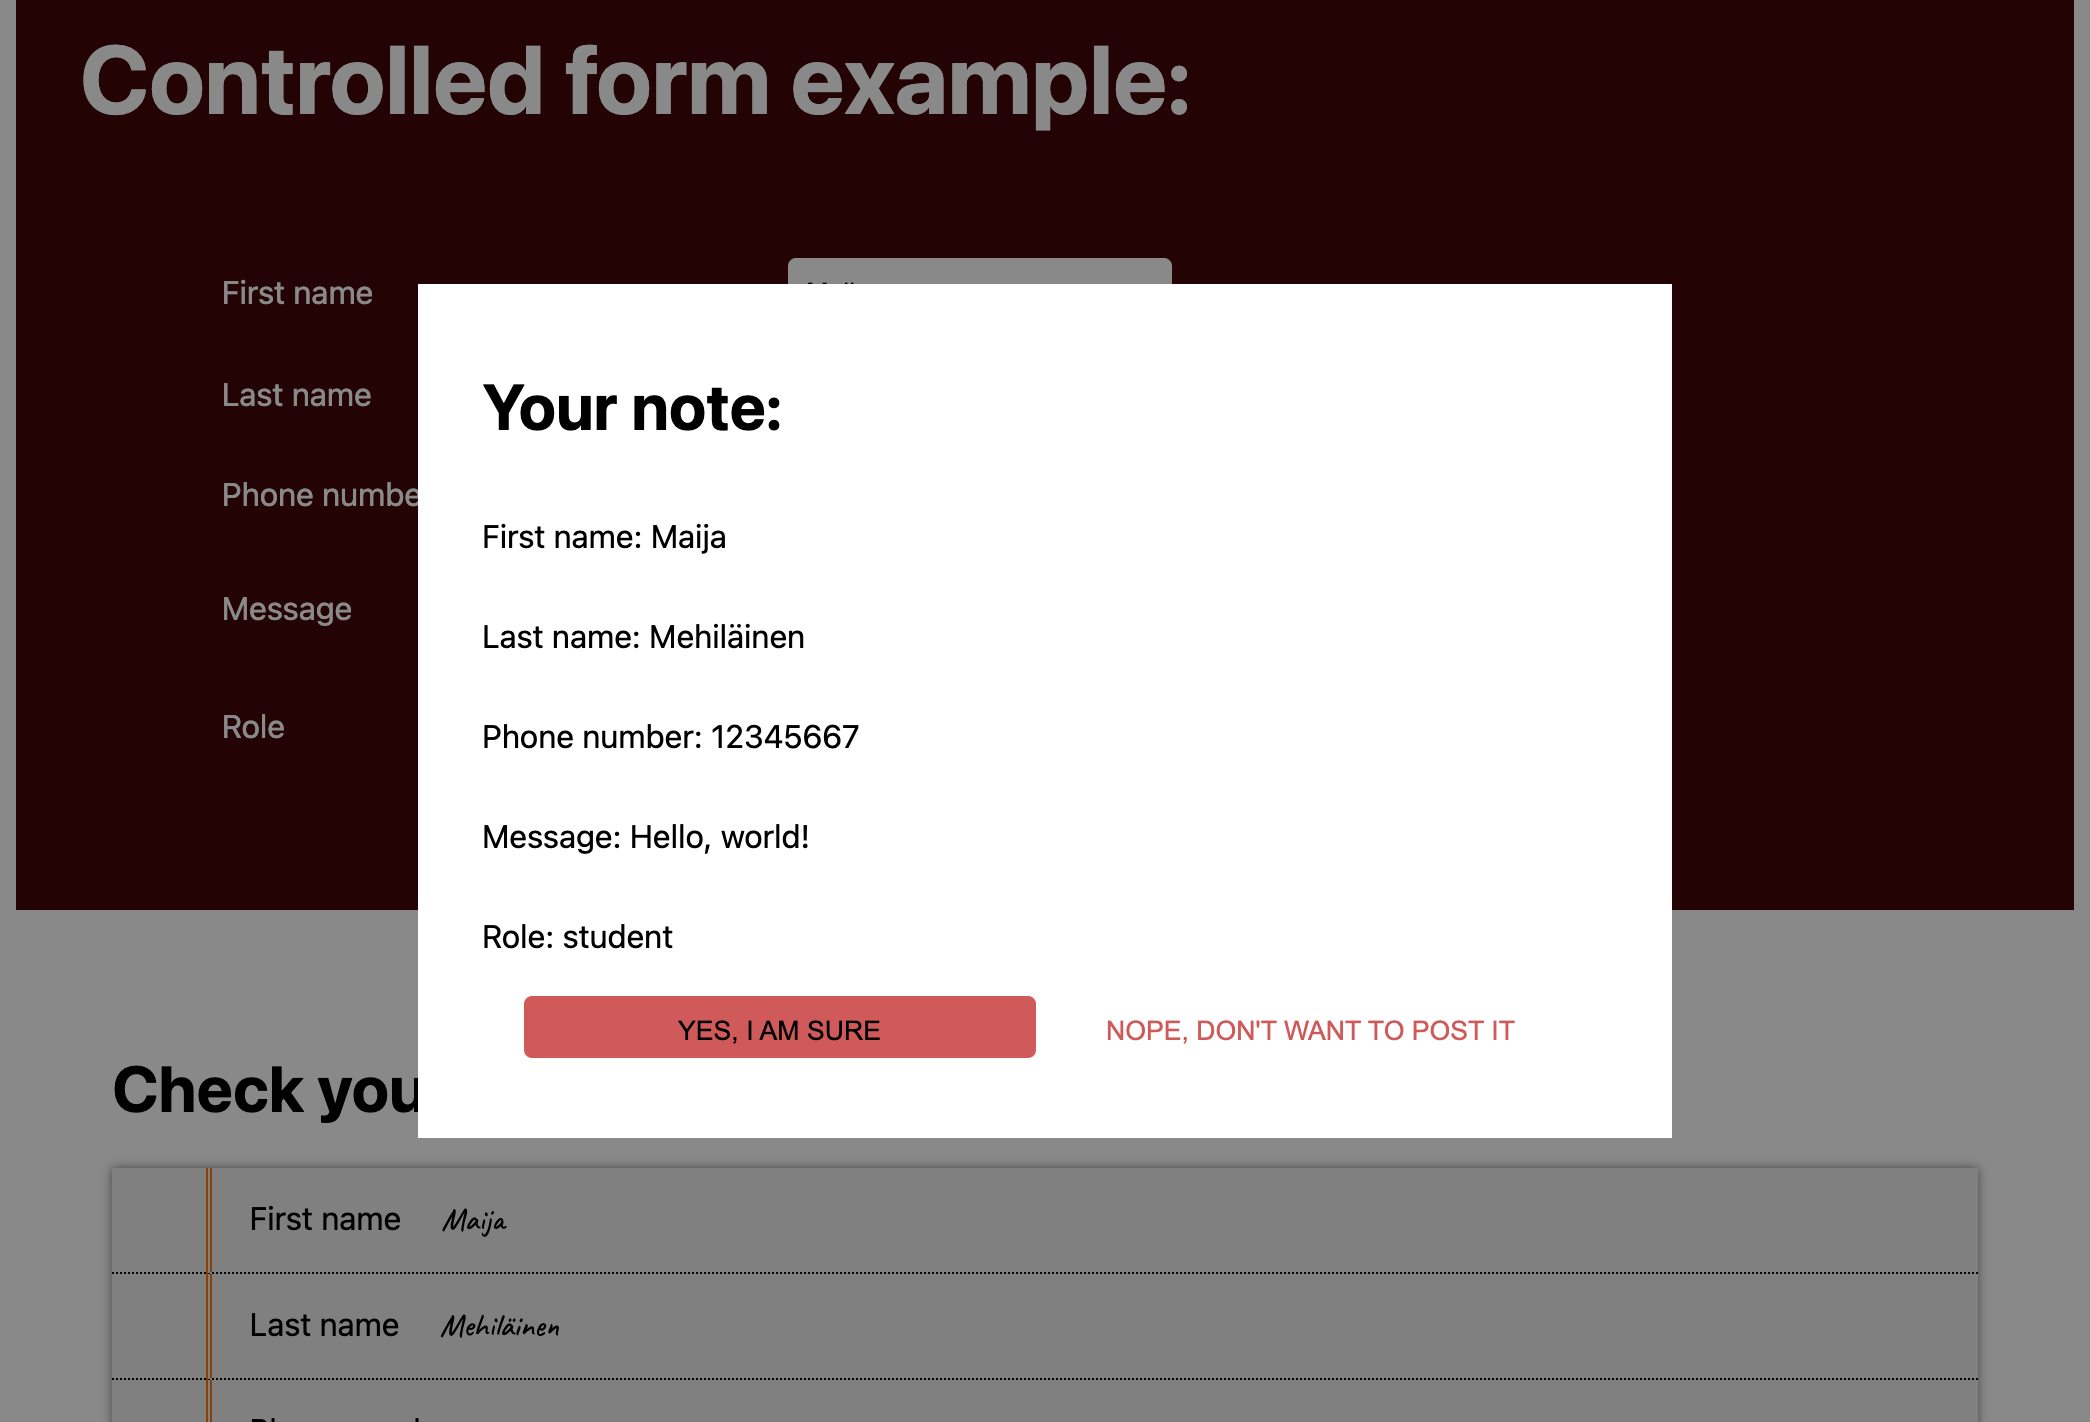 Controlled form example:
First name
Last name
Phone
Message
Role
Your note:
First name: Maija
Last name: Mehiläinen
Phone number: 12345667
Message: Hello, world!
Role: student
YES, I AM SURE
NOPE, DON'T WANT TO POST IT
Check
First name Maija
Last name Mehiläinen